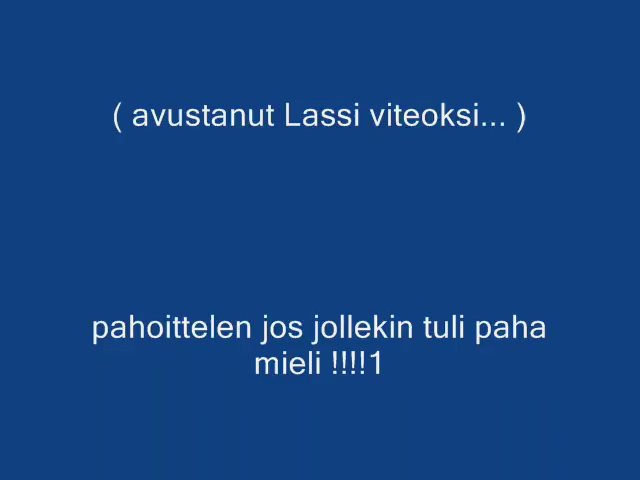 ( avustanut Lassi viteoksi... )
pahoittelen jos jollekin tuli paha
mieli !!!!1